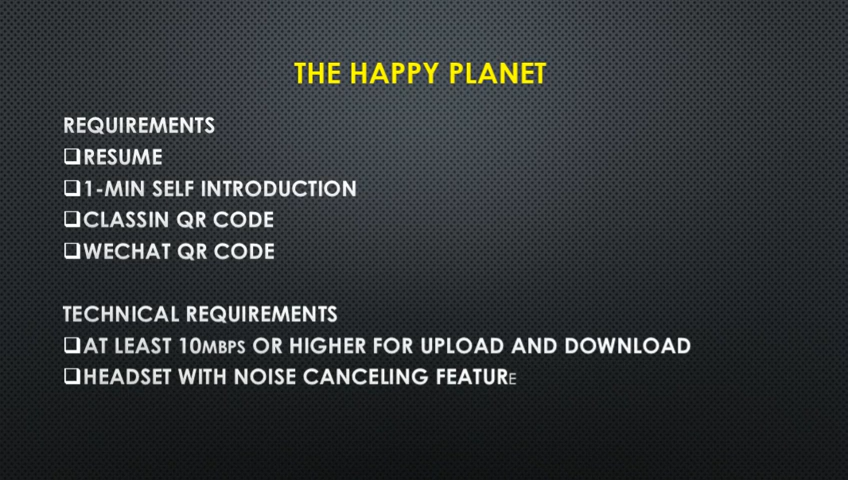 THE HAPPY PLANET
REQUIREMENTS
❑RESUME
❑1-MIN SELF INTRODUCTION
❑CLASSIN QR CODE
❑WECHAT QR CODE
TECHNICAL REQUIREMENTS
❑AT LEAST 10MBPS OR HIGHER FOR UPLOAD AND DOWNLOAD
❑HEADSET WITH NOISE CANCELING FEATURE